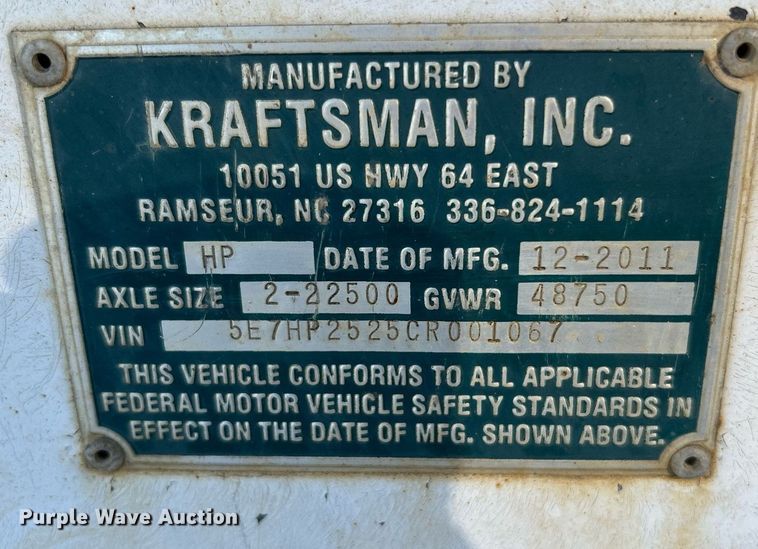 MANUFACTURED BY
KRAFTSMAN, INC.
10051 US HWY 64 EAST
RAMSEUR, NC 27316 336-824-1114
MODEL HP DATE OF MFG. 12-2011
AXLE SIZE 2-22500 GVWR 48750
VIN 5E7HP2525CR001067
THIS VEHICLE CONFORMS TO ALL APPLICABLE
FEDERAL MOTOR VEHICLE SAFETY STANDARDS IN
EFFECT ON THE DATE OF MFG. SHOWN ABOVE.
Purple Wave Auction